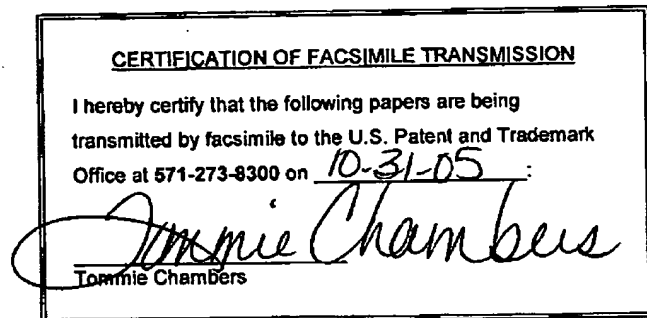 CERTIFICATION OF FACSIMILE TRANSMISSION
I hereby certify that the following papers are being
transmitted by facsimile to the U.S. Patent and Trademark
Office at 571-273-8300 on 10-31-05 :
Tommie Chambers
Tommie Chambers